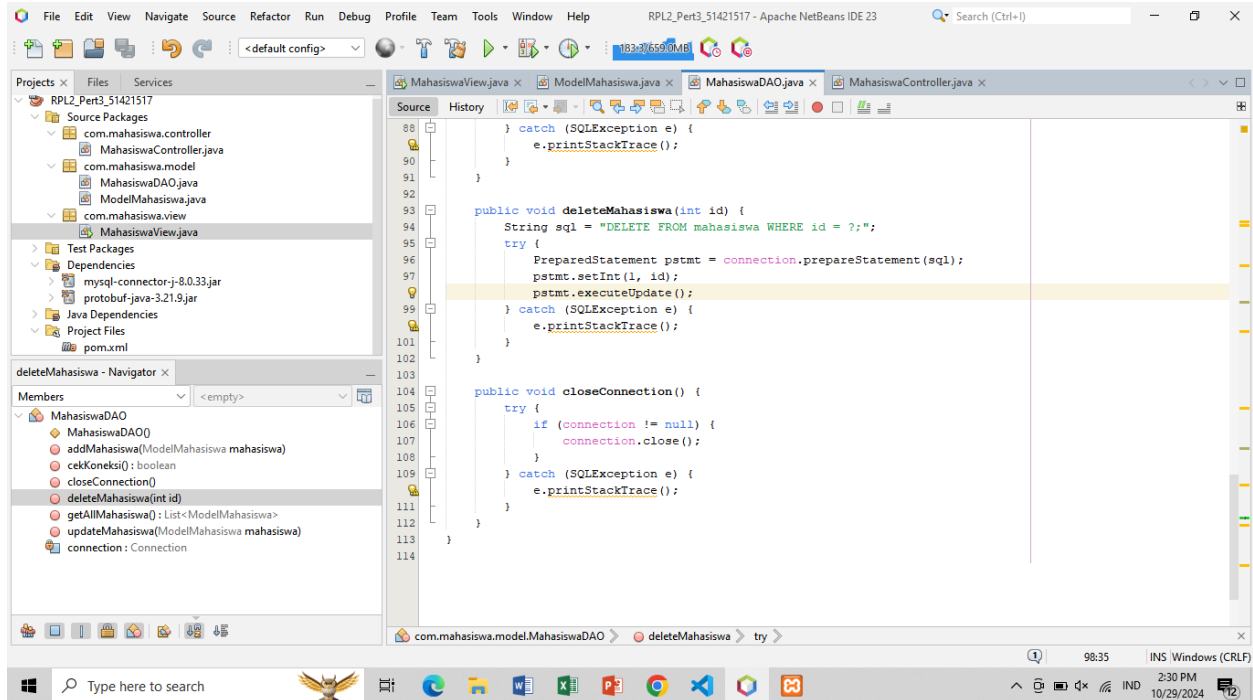 File Edit View Navigate Source Refactor Run Debug Profile Team Tools Window Help RPL2_Pert3_51421517 - Apache NetBeans IDE 23 Search (Ctrl+I)
<default config> 183.3/659.0MB
Projects Files Services
RPL2_Pert3_51421517
Source Packages
com.mahasiswa.controller
MahasiswaController.java
com.mahasiswa.model
MahasiswaDAO.java
ModelMahasiswa.java
com.mahasiswa.view
MahasiswaView.java
Test Packages
Dependencies
mysql-connector-j-8.0.33.jar
protobuf-java-3.21.9.jar
Java Dependencies
Project Files
pom.xml
deleteMahasiswa - Navigator
Members <empty>
MahasiswaDAO
MahasiswaDAO()
addMahasiswa(ModelMahasiswa mahasiswa)
cekKoneksi() : boolean
closeConnection()
deleteMahasiswa(int id)
getAllMahasiswa() : List<ModelMahasiswa>
updateMahasiswa(ModelMahasiswa mahasiswa)
connection : Connection
MahasiswaView.java ModelMahasiswa.java MahasiswaDAO.java MahasiswaController.java
Source History
88 } catch (SQLException e) {
e.printStackTrace();
90 }
91 }
92
93 public void deleteMahasiswa(int id) {
94 String sql = "DELETE FROM mahasiswa WHERE id = ?;";
95 try {
96 PreparedStatement pstmt = connection.prepareStatement(sql);
97 pstmt.setInt(1, id);
pstmt.executeUpdate();
99 } catch (SQLException e) {
e.printStackTrace();
101 }
102 }
103
104 public void closeConnection() {
105 try {
106 if (connection != null) {
107 connection.close();
108 }
109 } catch (SQLException e) {
e.printStackTrace();
111 }
112 }
113 }
114
com.mahasiswa.model.MahasiswaDAO deleteMahasiswa try
1 98:35 INS Windows (CRLF)
Type here to search IND 2:30 PM
10/29/2024 12